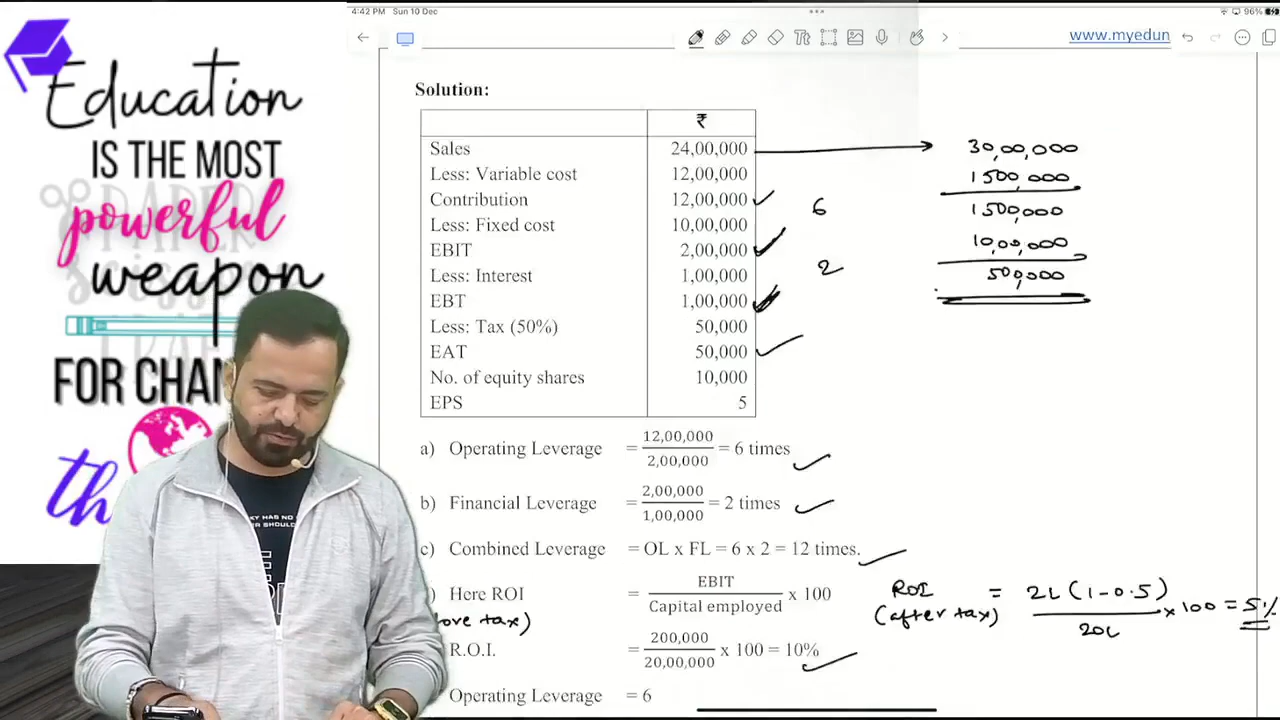 4:42 PM Sun 10 Dec
96%
www.myedun
Education
IS THE MOST
powerful
weapon
FOR CHAN
th
Solution:
₹
Sales 24,00,000 30,00,000
Less: Variable cost 12,00,000 1500,000
Contribution 12,00,000 6 1500,000
Less: Fixed cost 10,00,000 10,00,000
EBIT 2,00,000 2 500,000
Less: Interest 1,00,000
EBT 1,00,000
Less: Tax (50%) 50,000
EAT 50,000
No. of equity shares 10,000
EPS 5
a) Operating Leverage = 12,00,000 / 2,00,000 = 6 times
b) Financial Leverage = 2,00,000 / 1,00,000 = 2 times
c) Combined Leverage = OL x FL = 6 x 2 = 12 times.
) Here ROI = EBIT / Capital employed x 100
ore tax)
ROI (after tax) = 2L (1-0.5) / 20L x 100 = 5%
R.O.I. = 200,000 / 20,00,000 x 100 = 10%
Operating Leverage = 6